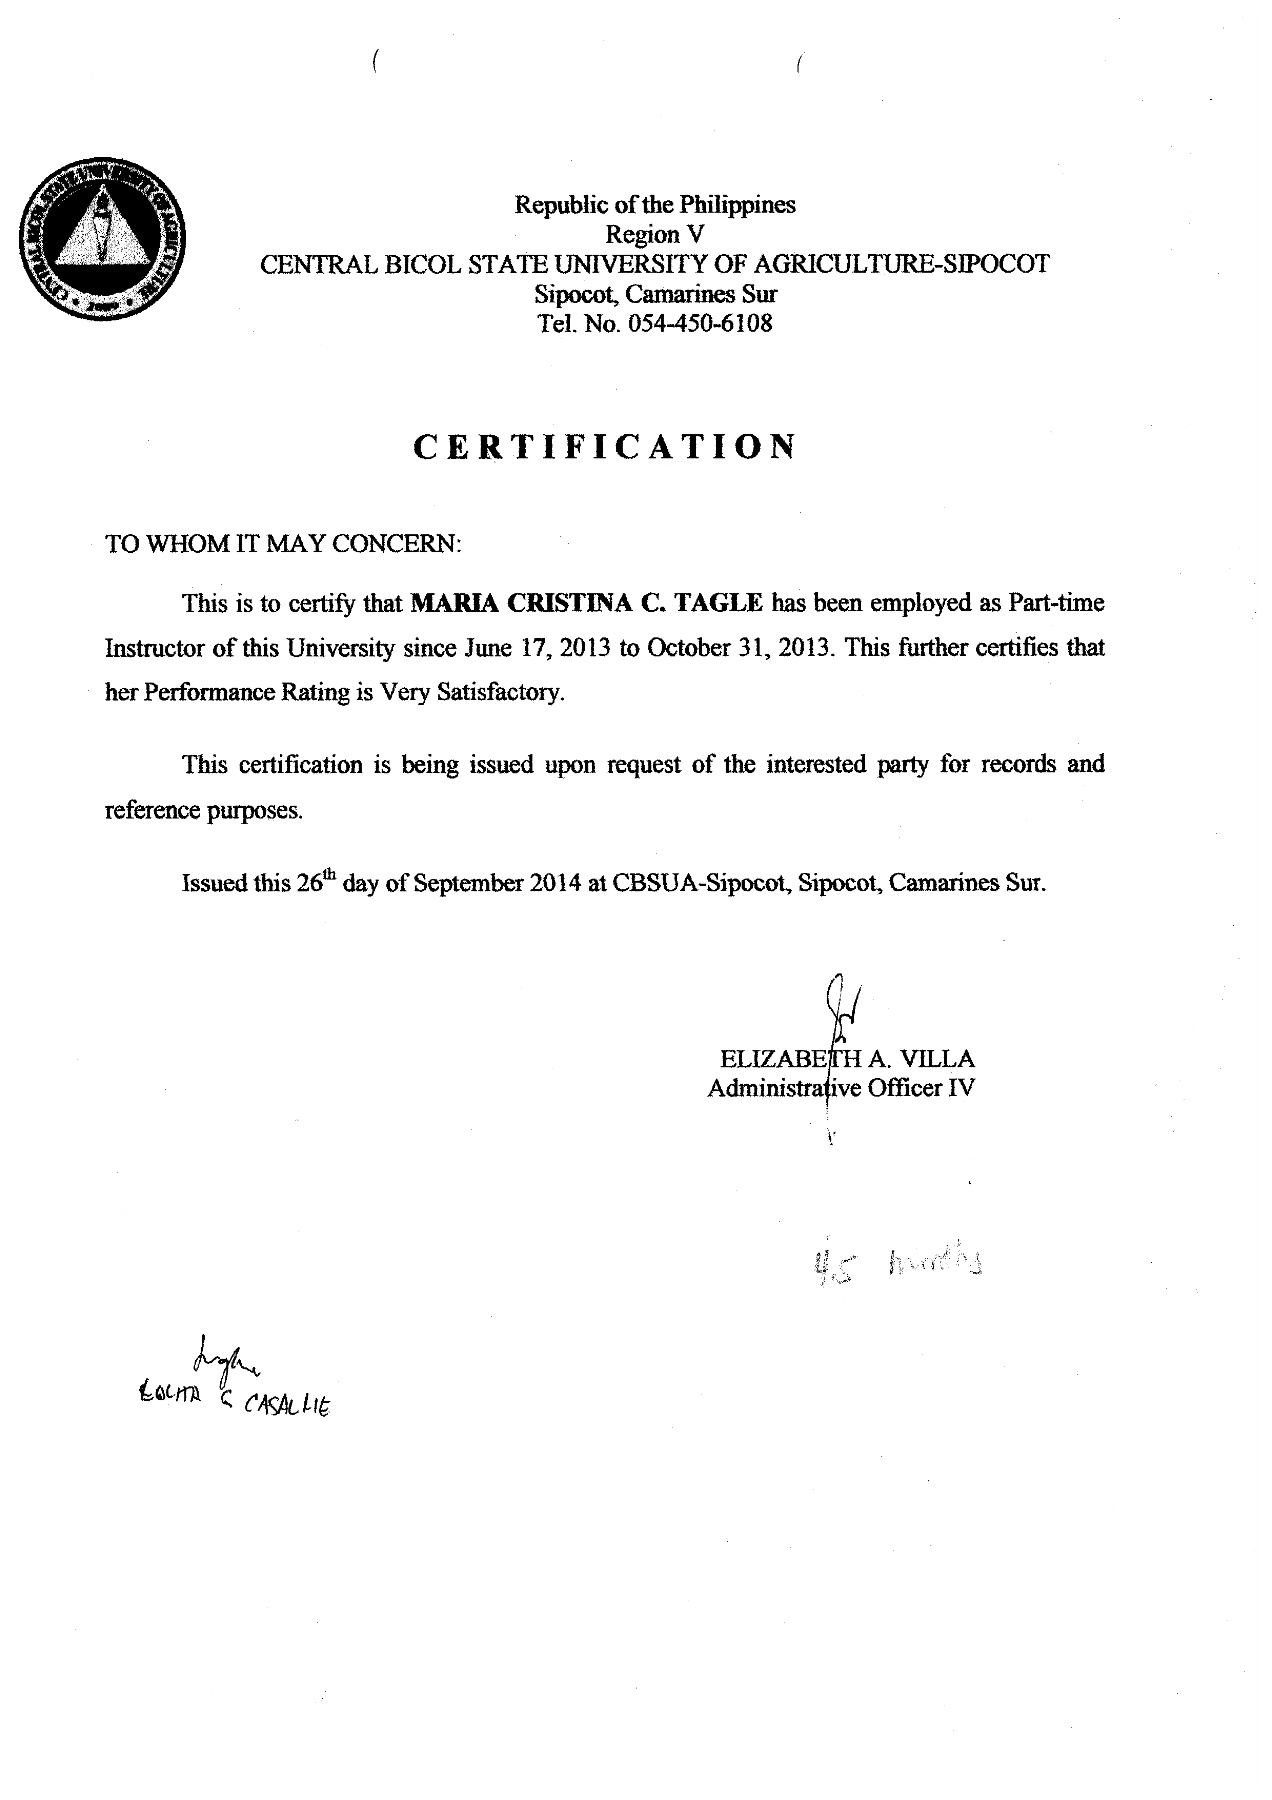 CENTRAL BICOL STATE UNIVERSITY OF AGRICULTURE
Republic of the Philippines
Region V
CENTRAL BICOL STATE UNIVERSITY OF AGRICULTURE-SIPOCOT
Sipocot, Camarines Sur
Tel. No. 054-450-6108
CERTIFICATION
TO WHOM IT MAY CONCERN:
This is to certify that MARIA CRISTINA C. TAGLE has been employed as Part-time
Instructor of this University since June 17, 2013 to October 31, 2013. This further certifies that
her Performance Rating is Very Satisfactory.
This certification is being issued upon request of the interested party for records and
reference purposes.
Issued this 26th day of September 2014 at CBSUA-Sipocot, Sipocot, Camarines Sur.
ELIZABETH A. VILLA
Administrative Officer IV
4.5 months